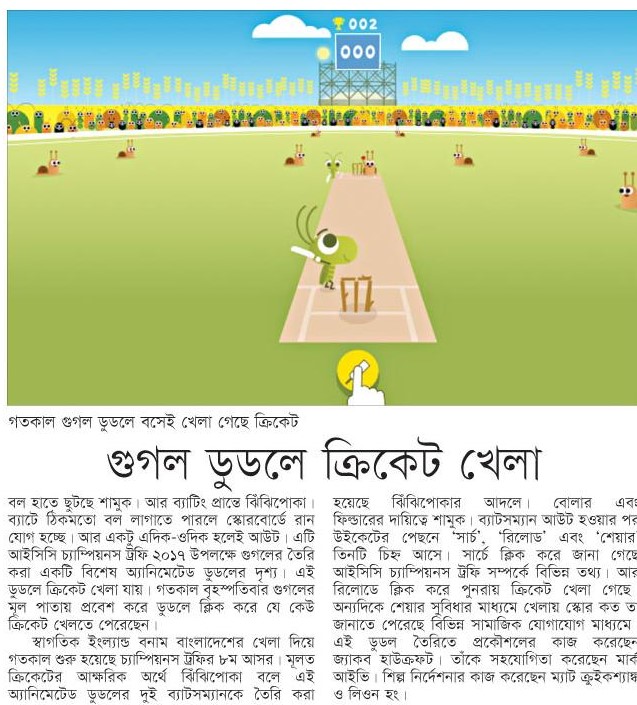 002
000
গতকাল গুগল ডুডলে বসেই খেলা গেছে ক্রিকেট
গুগল ডুডলে ক্রিকেট খেলা
বল হাতে ছুটছে শামুক। আর ব্যাটিং প্রান্তে ঝিঁঝিপোকা।
ব্যাটে ঠিকমতো বল লাগাতে পারলে স্কোরবোর্ডে রান
যোগ হচ্ছে। আর একটু এদিক-ওদিক হলেই আউট। এটি
আইসিসি চ্যাম্পিয়নস ট্রফি ২০১৭ উপলক্ষে গুগলের তৈরি
করা একটি বিশেষ অ্যানিমেটেড ডুডলের দৃশ্য। এই
ডুডলে ক্রিকেট খেলা যায়। গতকাল বৃহস্পতিবার গুগলের
মূল পাতায় প্রবেশ করে ডুডলে ক্লিক করে যে কেউ
ক্রিকেট খেলতে পেরেছেন।
স্বাগতিক ইংল্যান্ড বনাম বাংলাদেশের খেলা দিয়ে
গতকাল শুরু হয়েছে চ্যাম্পিয়নস ট্রফির ৮ম আসর। মূলত
ক্রিকেটের আক্ষরিক অর্থে ঝিঁঝিপোকা বলে এই
অ্যানিমেটেড ডুডলের দুই ব্যাটসম্যানকে তৈরি করা
হয়েছে ঝিঁঝিপোকার আদলে। বোলার এবং
ফিল্ডারের দায়িত্বে শামুক। ব্যাটসম্যান আউট হওয়ার পর
উইকেটের পেছনে ‘সার্চ’, ‘রিলোড’ এবং ‘শেয়ার’
তিনটি চিহ্ন আসে। সার্চে ক্লিক করে জানা গেছে
আইসিসি চ্যাম্পিয়নস ট্রফি সম্পর্কে বিভিন্ন তথ্য। আর
রিলোডে ক্লিক করে পুনরায় ক্রিকেট খেলা গেছে।
অন্যদিকে শেয়ার সুবিধার মাধ্যমে খেলায় স্কোর কত তা
জানাতে পেরেছে বিভিন্ন সামাজিক যোগাযোগ মাধ্যমে।
এই ডুডল তৈরিতে প্রকৌশলের কাজ করেছেন
জ্যাকব হাউক্রফট। তাঁকে সহযোগিতা করেছেন মার্ক
আইভি। শিল্প নির্দেশনার কাজ করেছেন ম্যাট ক্রুইকশ্যাঙ্ক
ও লিওন হং।